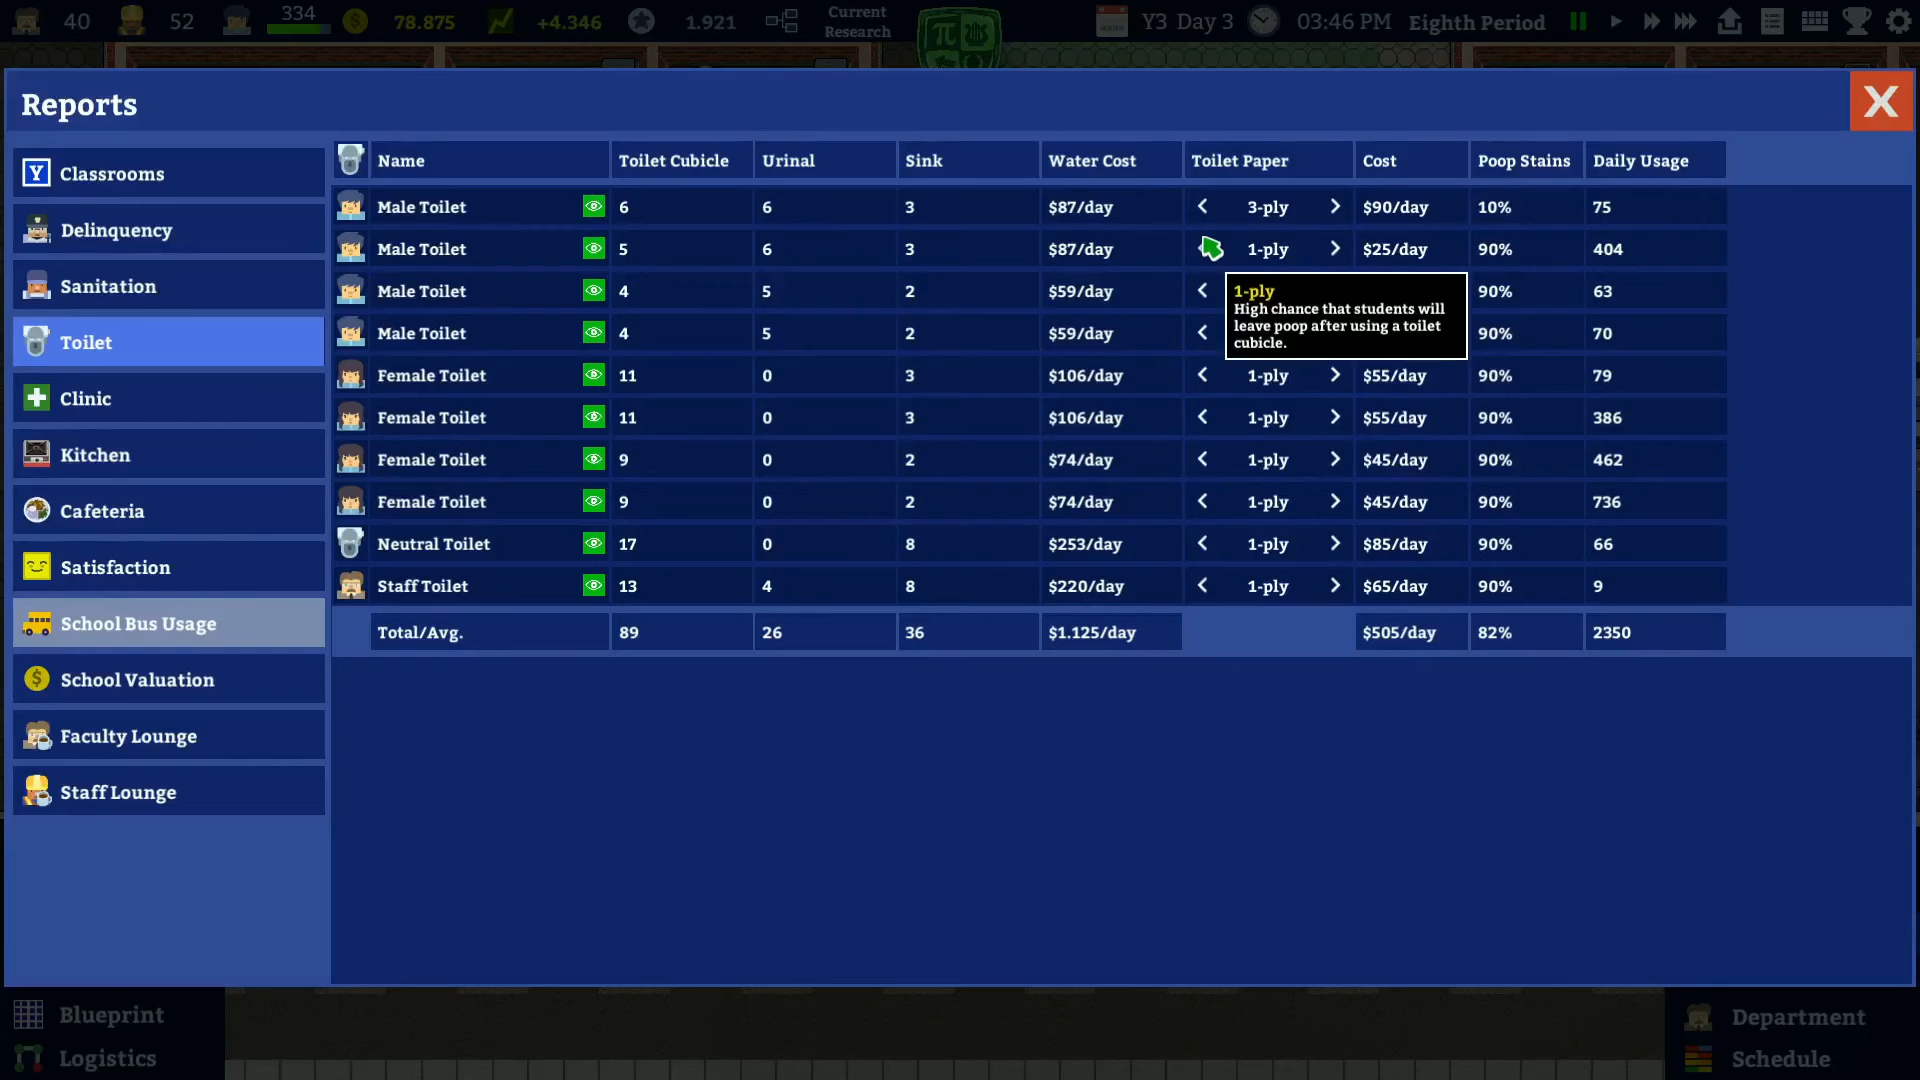 40 52 334 78.875 +4.346 1.921 Current Research Y3 Day 3 03:46 PM Eighth Period
Reports X
Classrooms
Delinquency
Sanitation
Toilet
Clinic
Kitchen
Cafeteria
Satisfaction
School Bus Usage
School Valuation
Faculty Lounge
Staff Lounge
Name Toilet Cubicle Urinal Sink Water Cost Toilet Paper Cost Poop Stains Daily Usage
Male Toilet 6 6 3 $87/day < 3-ply > $90/day 10% 75
Male Toilet 5 6 3 $87/day 1-ply > $25/day 90% 404
Male Toilet 4 5 2 $59/day < 90% 63
Male Toilet 4 5 2 $59/day < 90% 70
1-ply
High chance that students will
leave poop after using a toilet
cubicle.
Female Toilet 11 0 3 $106/day < 1-ply > $55/day 90% 79
Female Toilet 11 0 3 $106/day < 1-ply > $55/day 90% 386
Female Toilet 9 0 2 $74/day < 1-ply > $45/day 90% 462
Female Toilet 9 0 2 $74/day < 1-ply > $45/day 90% 736
Neutral Toilet 17 0 8 $253/day < 1-ply > $85/day 90% 66
Staff Toilet 13 4 8 $220/day < 1-ply > $65/day 90% 9
Total/Avg. 89 26 36 $1.125/day $505/day 82% 2350
Blueprint
Logistics
Department
Schedule